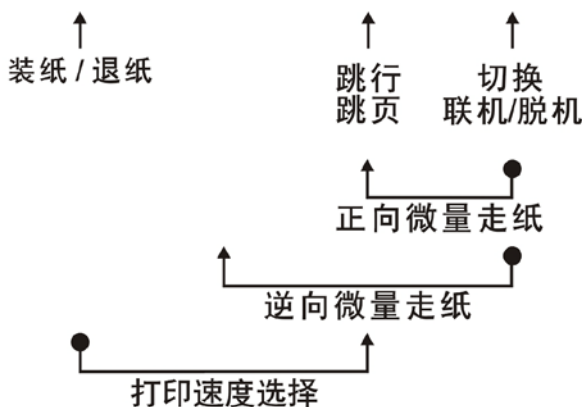 装纸 / 退纸
跳行
跳页
切换
联机/脱机
正向微量走纸
逆向微量走纸
打印速度选择